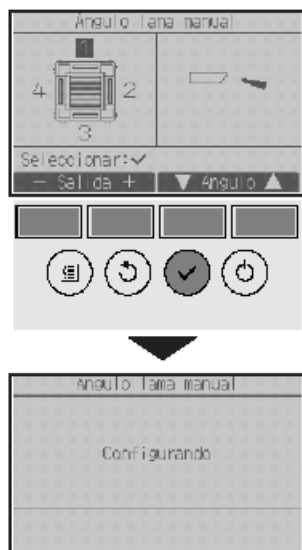 Angulo lama manual
1
4 2
3
Seleccionar:✓
— Salida + ▼ Angulo ▲
Angulo lama manual
Configurando